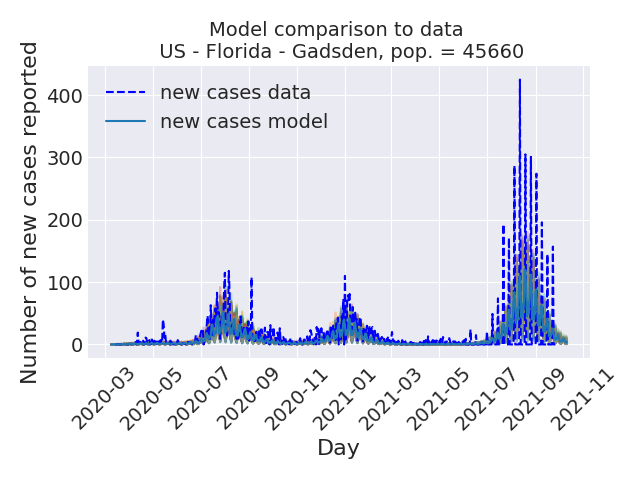 Model comparison to data
US - Florida - Gadsden, pop. = 45660
Number of new cases reported
400
300
200
100
0
new cases data
new cases model
2020-03
2020-05
2020-07
2020-09
2020-11
2021-01
2021-03
2021-05
2021-07
2021-09
2021-11
Day